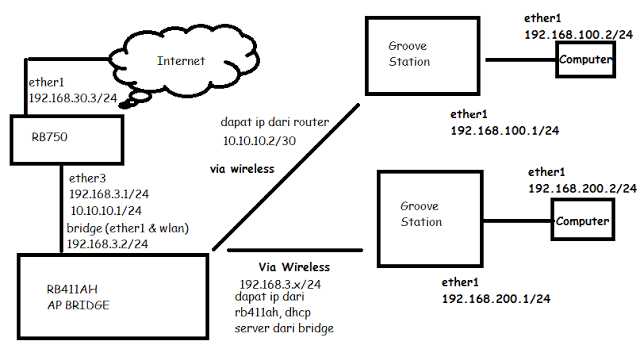 Internet
ether1
192.168.30.3/24
RB750
ether3
192.168.3.1/24
10.10.10.1/24
bridge (ether1 & wlan)
192.168.3.2/24
RB411AH
AP BRIDGE
dapat ip dari router
10.10.10.2/30
via wireless
Groove
Station
ether1
192.168.100.1/24
ether1
192.168.100.2/24
Computer
Via Wireless
192.168.3.x/24
dapat ip dari
rb411ah, dhcp
server dari bridge
Groove
Station
ether1
192.168.200.1/24
ether1
192.168.200.2/24
Computer